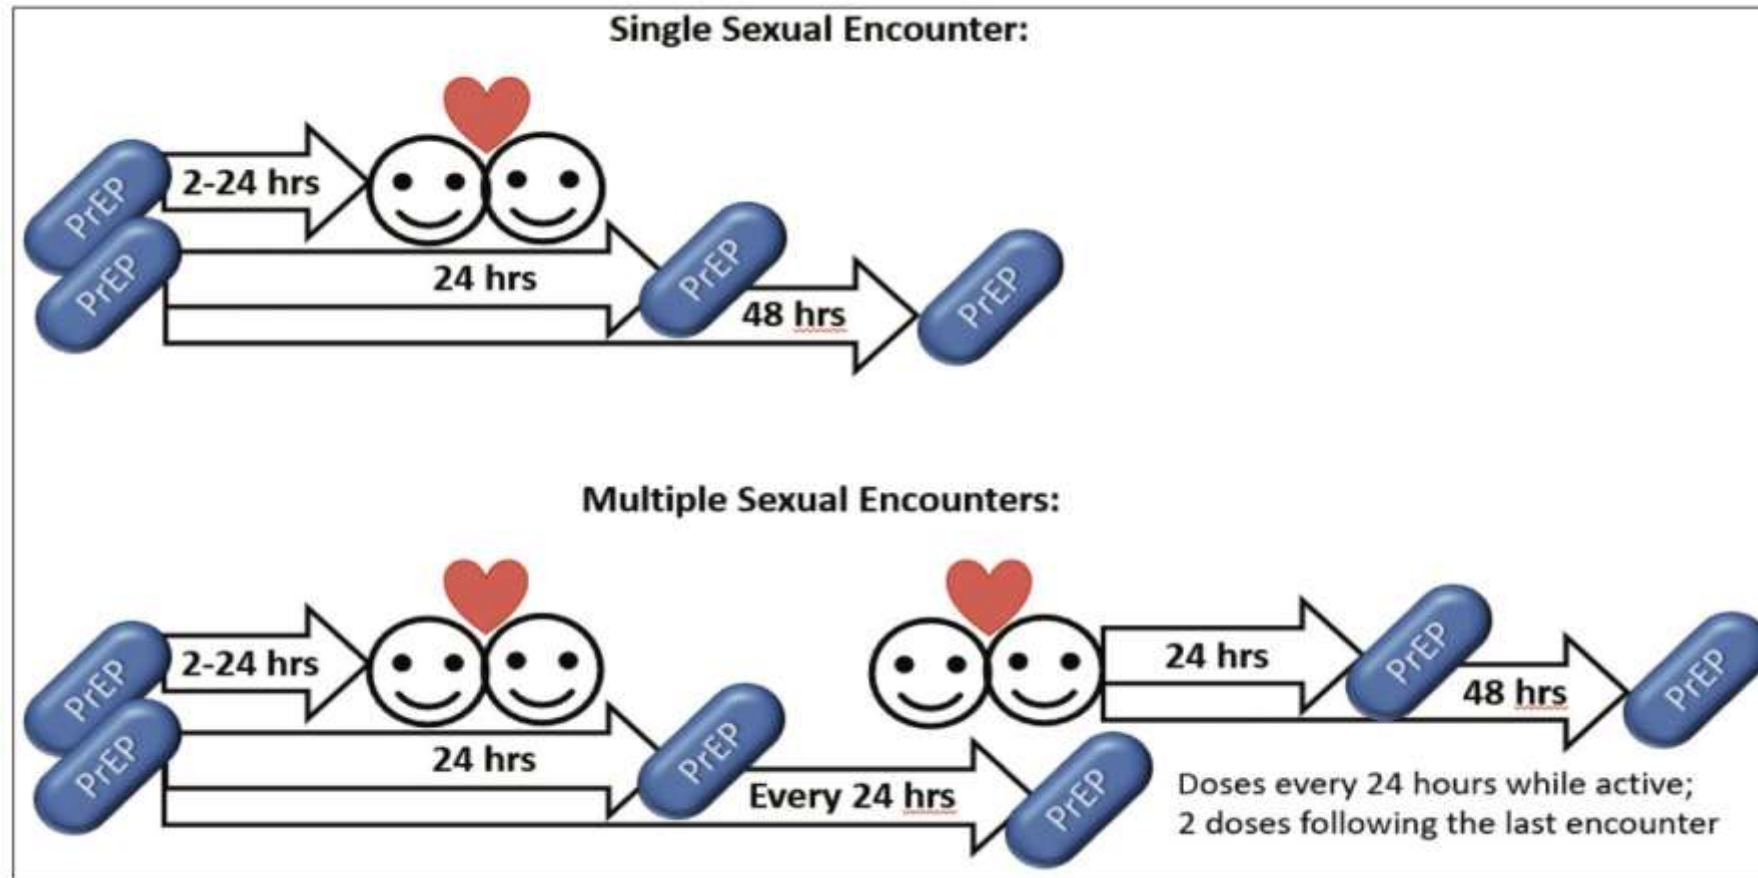 Single Sexual Encounter:
PrEP
2-24 hrs
PrEP
24 hrs
PrEP
48 hrs
PrEP
Multiple Sexual Encounters:
PrEP
2-24 hrs
PrEP
24 hrs
PrEP
Every 24 hrs
PrEP
24 hrs
PrEP
48 hrs
PrEP
Doses every 24 hours while active;
2 doses following the last encounter